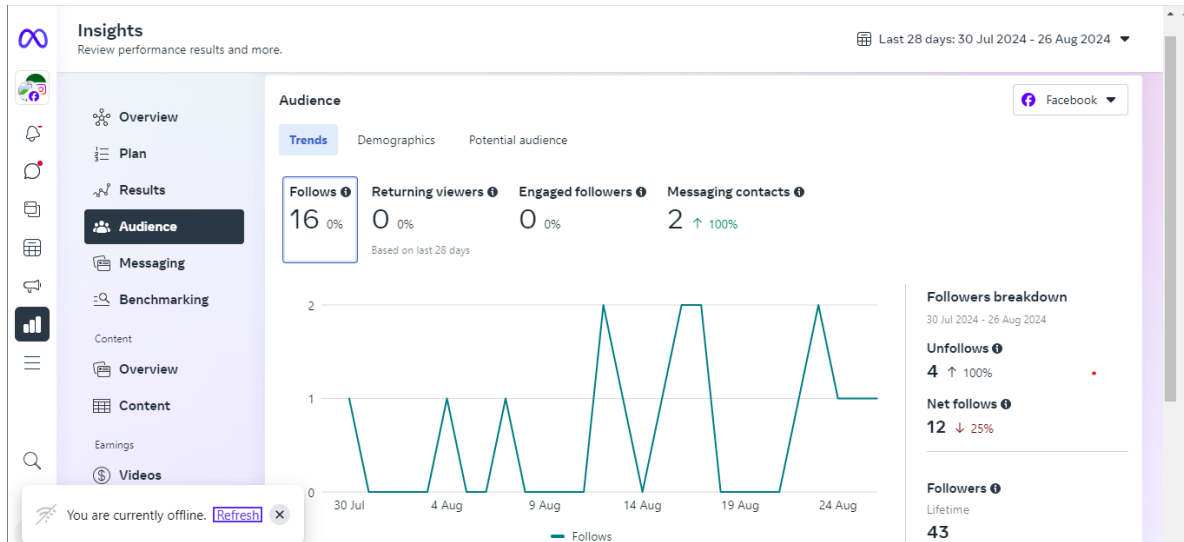 Insights
Review performance results and more.
Last 28 days: 30 Jul 2024 - 26 Aug 2024
Overview
Plan
Results
Audience
Messaging
Benchmarking
Content
Overview
Content
Earnings
Videos
You are currently offline. Refresh
Audience
Facebook
Trends Demographics Potential audience
Follows Returning viewers Engaged followers Messaging contacts
16 0% 0 0% 0 0% 2 ↑ 100%
Based on last 28 days
2
1
0
30 Jul 4 Aug 9 Aug 14 Aug 19 Aug 24 Aug
Follows
Followers breakdown
30 Jul 2024 - 26 Aug 2024
Unfollows
4 ↑ 100%
Net follows
12 ↓ 25%
Followers
Lifetime
43